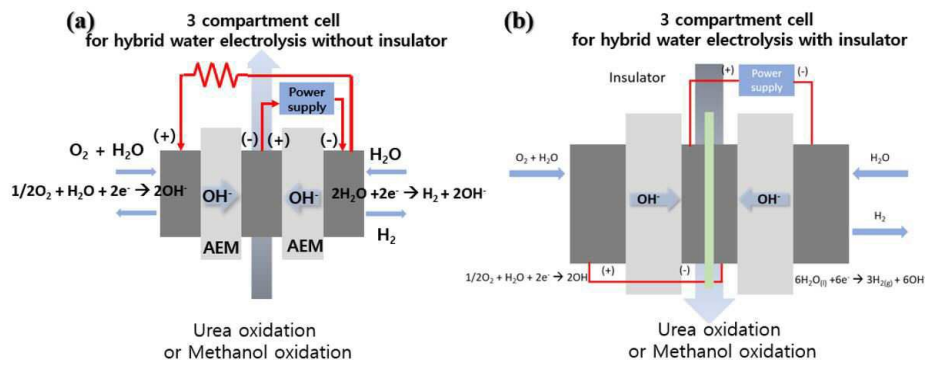 (a)
3 compartment cell
for hybrid water electrolysis without insulator
Power
supply
(+)
(-)
(+)
(-)
O₂ + H₂O
H₂O
1/2O₂ + H₂O + 2e⁻ → 2OH⁻
OH⁻
OH⁻
2H₂O +2e⁻ → H₂ + 2OH⁻
AEM
AEM
H₂
Urea oxidation
or Methanol oxidation
(b)
3 compartment cell
for hybrid water electrolysis with insulator
Insulator
(+)
Power
supply
(-)
O₂ + H₂O
H₂O
OH⁻
OH⁻
H₂
(+)
(-)
1/2O₂ + H₂O + 2e⁻ → 2OH
6H₂O(l) +6e⁻ → 3H₂(g) + 6OH
Urea oxidation
or Methanol oxidation